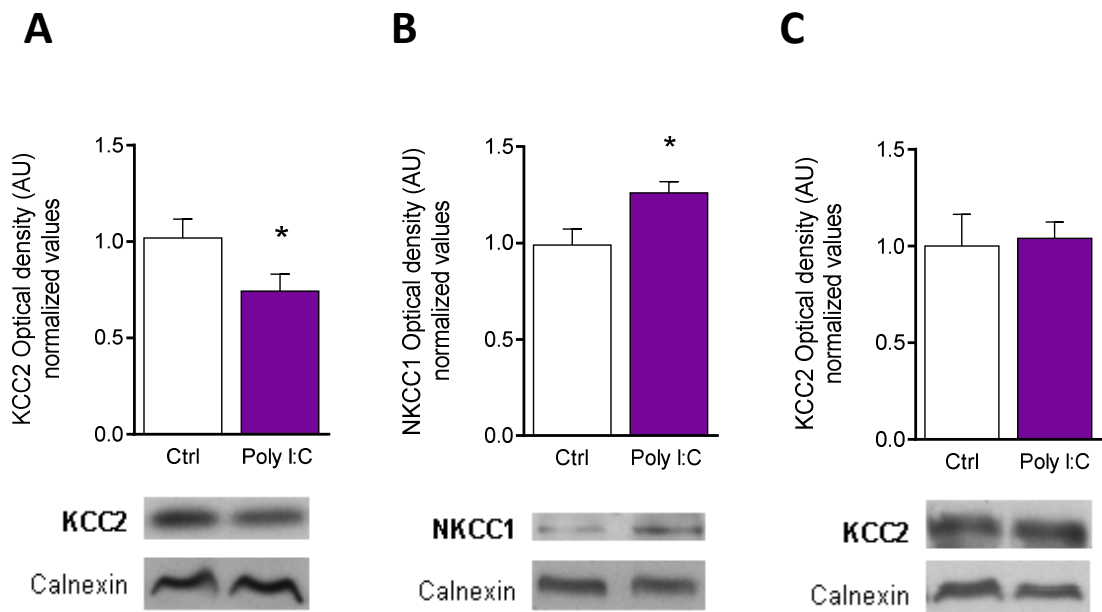 A
B
C
KCC2 Optical density (AU)
normalized values
1.5
1.0
0.5
0.0
*
Ctrl
Poly I:C
KCC2
Calnexin
NKCC1 Optical density (AU)
normalized values
1.5
1.0
0.5
0.0
*
Ctrl
Poly I:C
NKCC1
Calnexin
KCC2 Optical density (AU)
normalized values
1.5
1.0
0.5
0.0
Ctrl
Poly I:C
KCC2
Calnexin